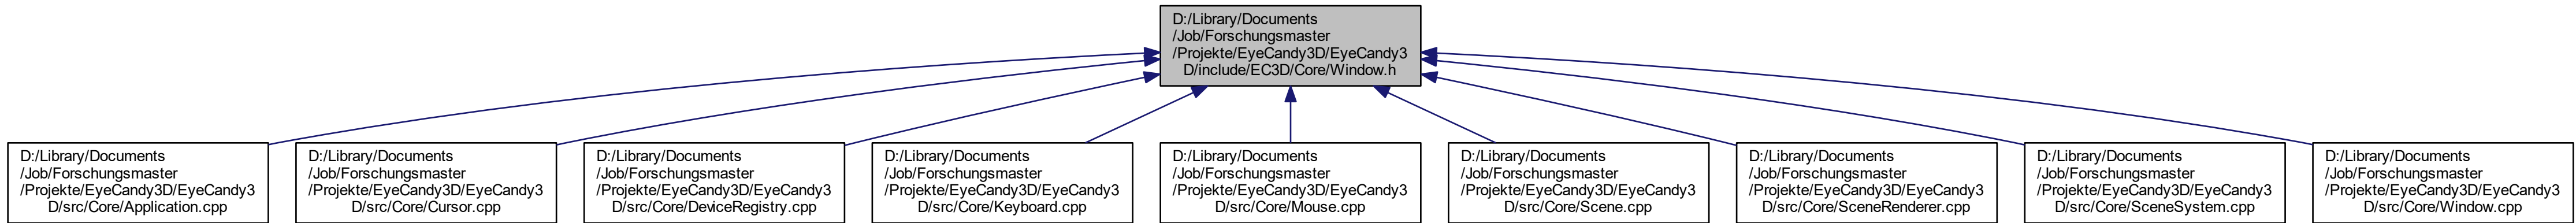 D:/Library/Documents
/Job/Forschungsmaster
/Projekte/EyeCandy3D/EyeCandy3
D/include/EC3D/Core/Window.h
D:/Library/Documents
/Job/Forschungsmaster
/Projekte/EyeCandy3D/EyeCandy3
D/src/Core/Application.cpp
D:/Library/Documents
/Job/Forschungsmaster
/Projekte/EyeCandy3D/EyeCandy3
D/src/Core/Cursor.cpp
D:/Library/Documents
/Job/Forschungsmaster
/Projekte/EyeCandy3D/EyeCandy3
D/src/Core/DeviceRegistry.cpp
D:/Library/Documents
/Job/Forschungsmaster
/Projekte/EyeCandy3D/EyeCandy3
D/src/Core/Keyboard.cpp
D:/Library/Documents
/Job/Forschungsmaster
/Projekte/EyeCandy3D/EyeCandy3
D/src/Core/Mouse.cpp
D:/Library/Documents
/Job/Forschungsmaster
/Projekte/EyeCandy3D/EyeCandy3
D/src/Core/Scene.cpp
D:/Library/Documents
/Job/Forschungsmaster
/Projekte/EyeCandy3D/EyeCandy3
D/src/Core/SceneRenderer.cpp
D:/Library/Documents
/Job/Forschungsmaster
/Projekte/EyeCandy3D/EyeCandy3
D/src/Core/SceneSystem.cpp
D:/Library/Documents
/Job/Forschungsmaster
/Projekte/EyeCandy3D/EyeCandy3
D/src/Core/Window.cpp